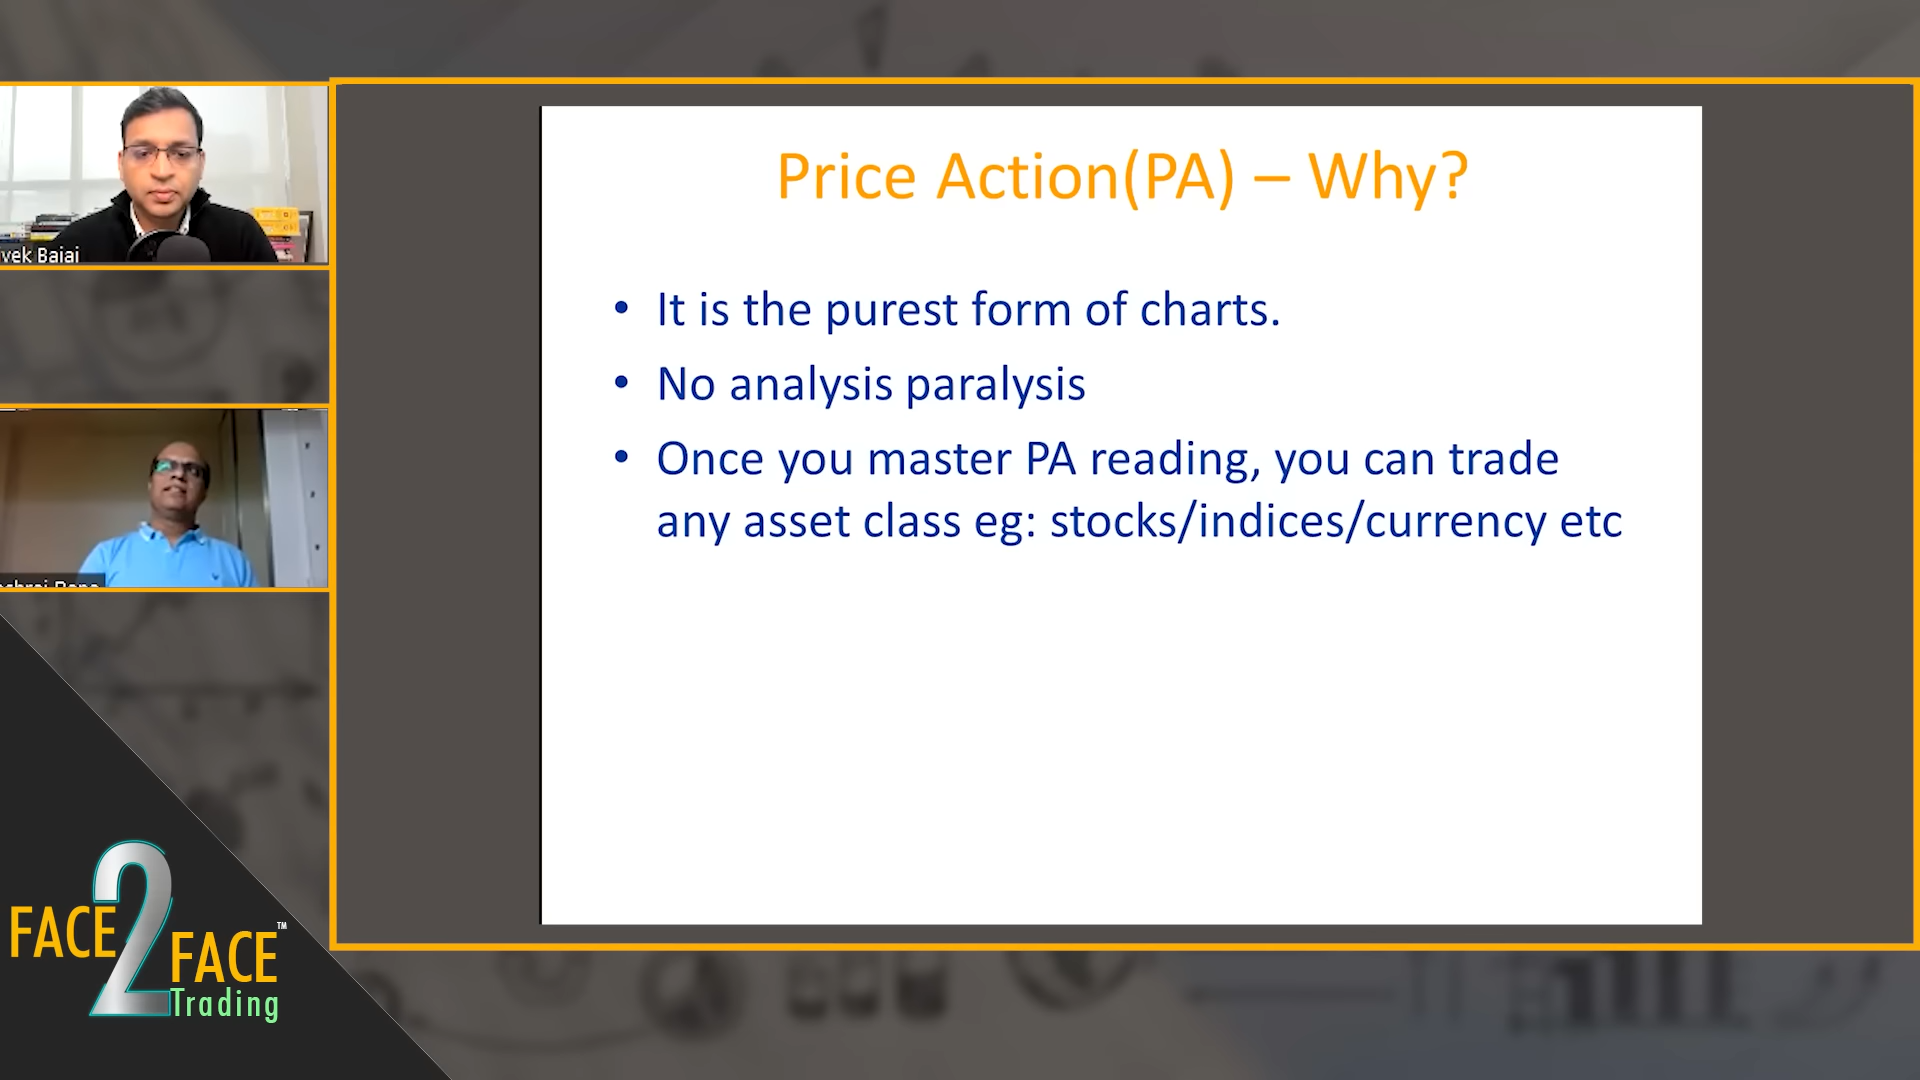 Price Action(PA) – Why?
• It is the purest form of charts.
• No analysis paralysis
• Once you master PA reading, you can trade
any asset class eg: stocks/indices/currency etc
vek Bajaj
FACE 2 FACE ™
Trading